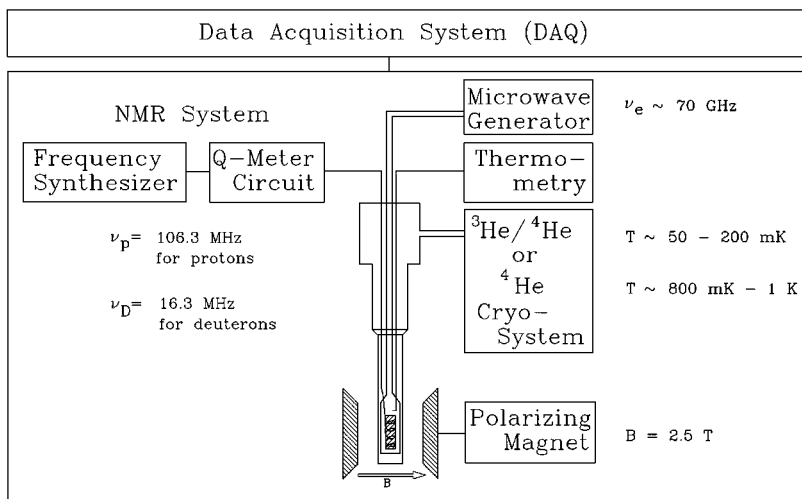 Data Acquisition System (DAQ)
NMR System
Frequency
Synthesizer
Q-Meter
Circuit
Microwave
Generator
νe ~ 70 GHz
Thermo-
metry
νp= 106.3 MHz
for protons
νD= 16.3 MHz
for deuterons
³He/⁴He
or
⁴He
Cryo-
System
T ~ 50 - 200 mK
T ~ 800 mK - 1 K
Polarizing
Magnet
B = 2.5 T
B